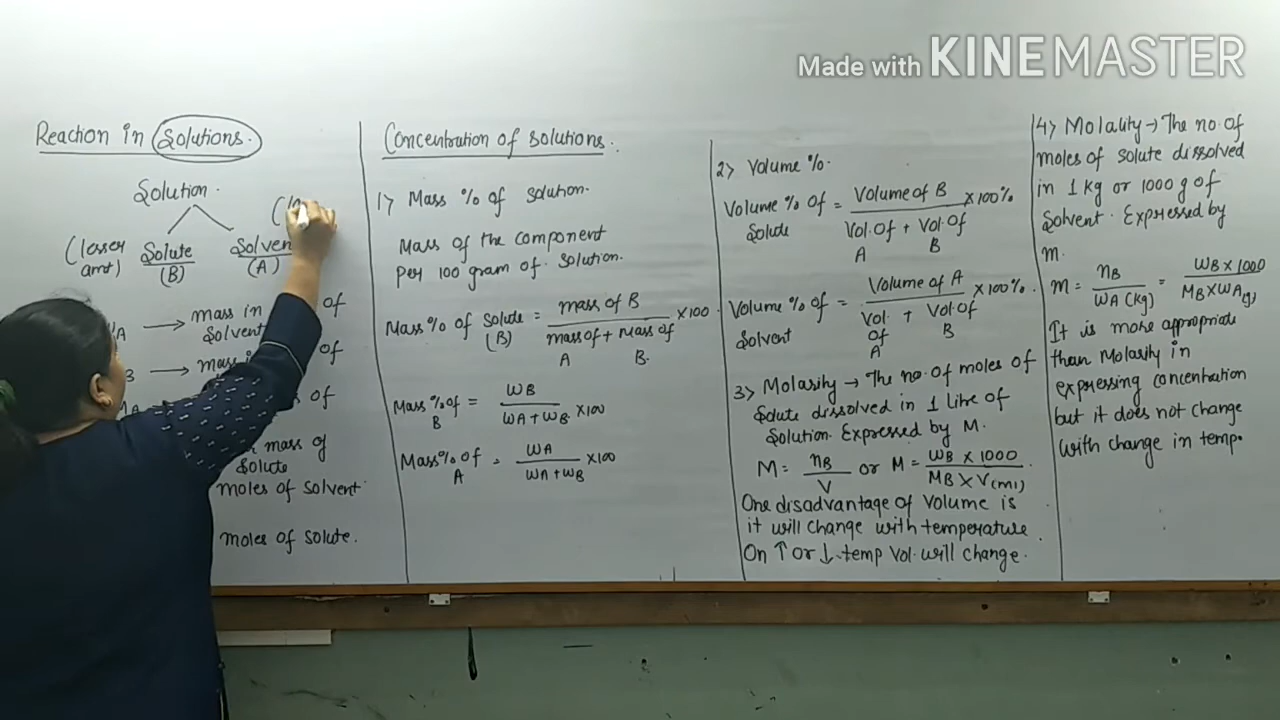 Made with KINEMASTER
Reaction in Solutions.
Solution.
(lesser Solute
amt) (B) (A)
A → mass in of
Solvent
B → of
MA of
mass of
Solute
moles of solvent.
moles of solute.
Concentration of solutions.
1> Mass % of solution.
Mass of the component
Per 100 gram of solution.
Mass % of Solute (B) = mass of B / mass of A + Mass of B. × 100
Mass % of B = WB / WA + WB × 100
Mass % of A = WA / WA + WB × 100
2> Volume %.
Volume % of Solute = Volume of B / Vol. Of A + Vol. Of B × 100%
Volume % of Solvent = Volume of A / Vol. Of A + Vol Of B × 100%.
3> Molarity → The no. of moles of
Solute dissolved in 1 Litre of
Solution. Expressed by M.
M = nB / V or M = WB × 1000 / MB × V(ml)
One disadvantage of volume is
it will change with temperature.
On ↑ Or ↓ temp Vol. will change.
4> Molality → The no of
moles of solute dissolved
in 1 kg or 1000 g of
Solvent. Expressed by
m.
m = nB / WA (kg) = WB × 1000 / MB × WA(g)
It is more appropriate
than Molarity in
expressing concentration
but it does not change
with change in temp.